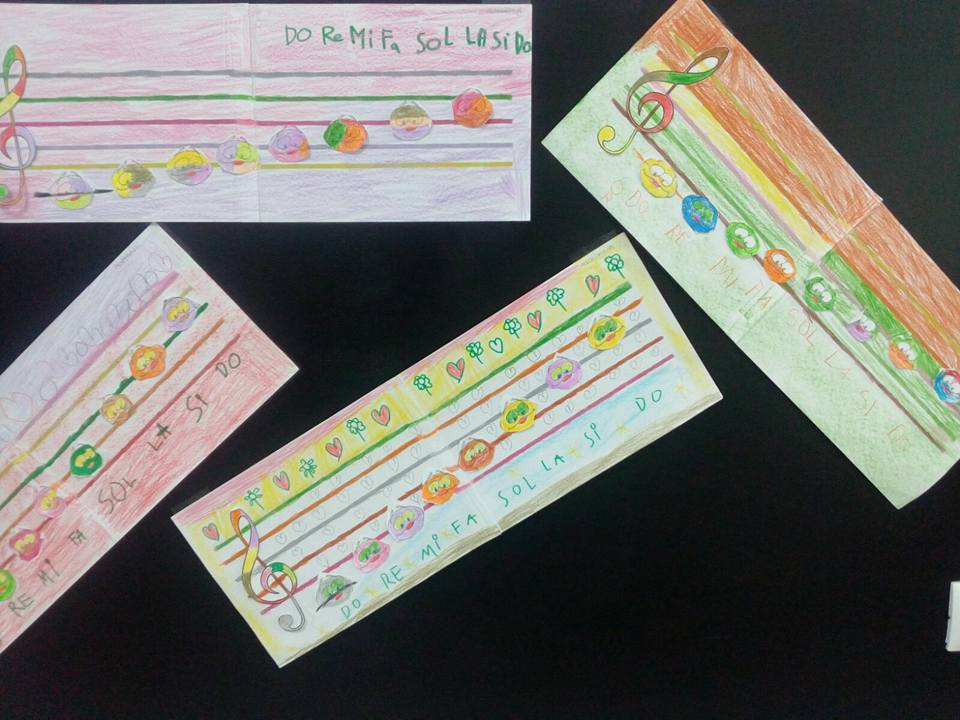 DO Re Mi Fa SOL LA Si Do
DO
RE
MI FA
SOL LA
SI
RE MI FA SOL LA SI DO
DO RE MI FA SOL LA SI DO